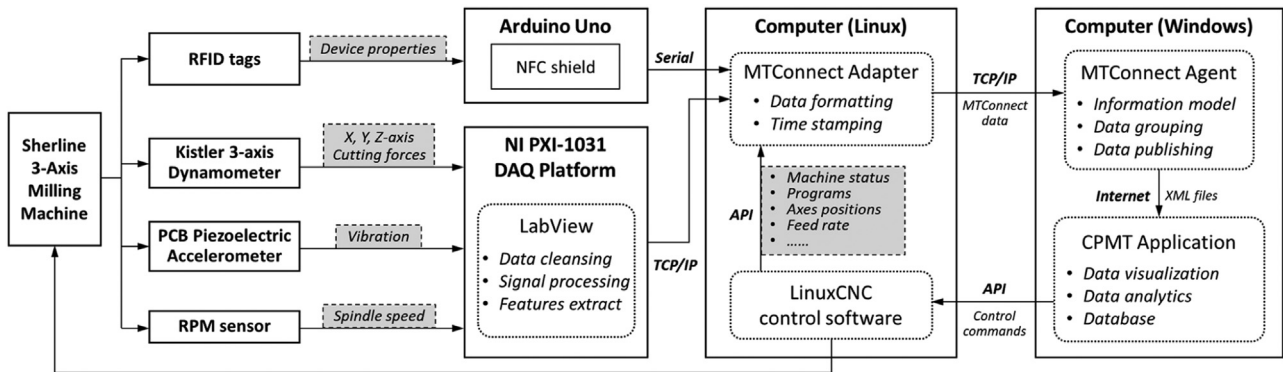 Sherline
3-Axis
Milling
Machine
RFID tags
Kistler 3-axis
Dynamometer
PCB Piezoelectric
Accelerometer
RPM sensor
Device properties
X, Y, Z-axis
Cutting forces
Vibration
Spindle speed
Arduino Uno
NFC shield
NI PXI-1031
DAQ Platform
LabView
• Data cleansing
• Signal processing
• Features extract
Serial
TCP/IP
Computer (Linux)
MTConnect Adapter
• Data formatting
• Time stamping
API
• Machine status
• Programs
• Axes positions
• Feed rate
• ......
LinuxCNC
control software
TCP/IP
MTConnect
data
API
Control
commands
Computer (Windows)
MTConnect Agent
• Information model
• Data grouping
• Data publishing
Internet XML files
CPMT Application
• Data visualization
• Data analytics
• Database